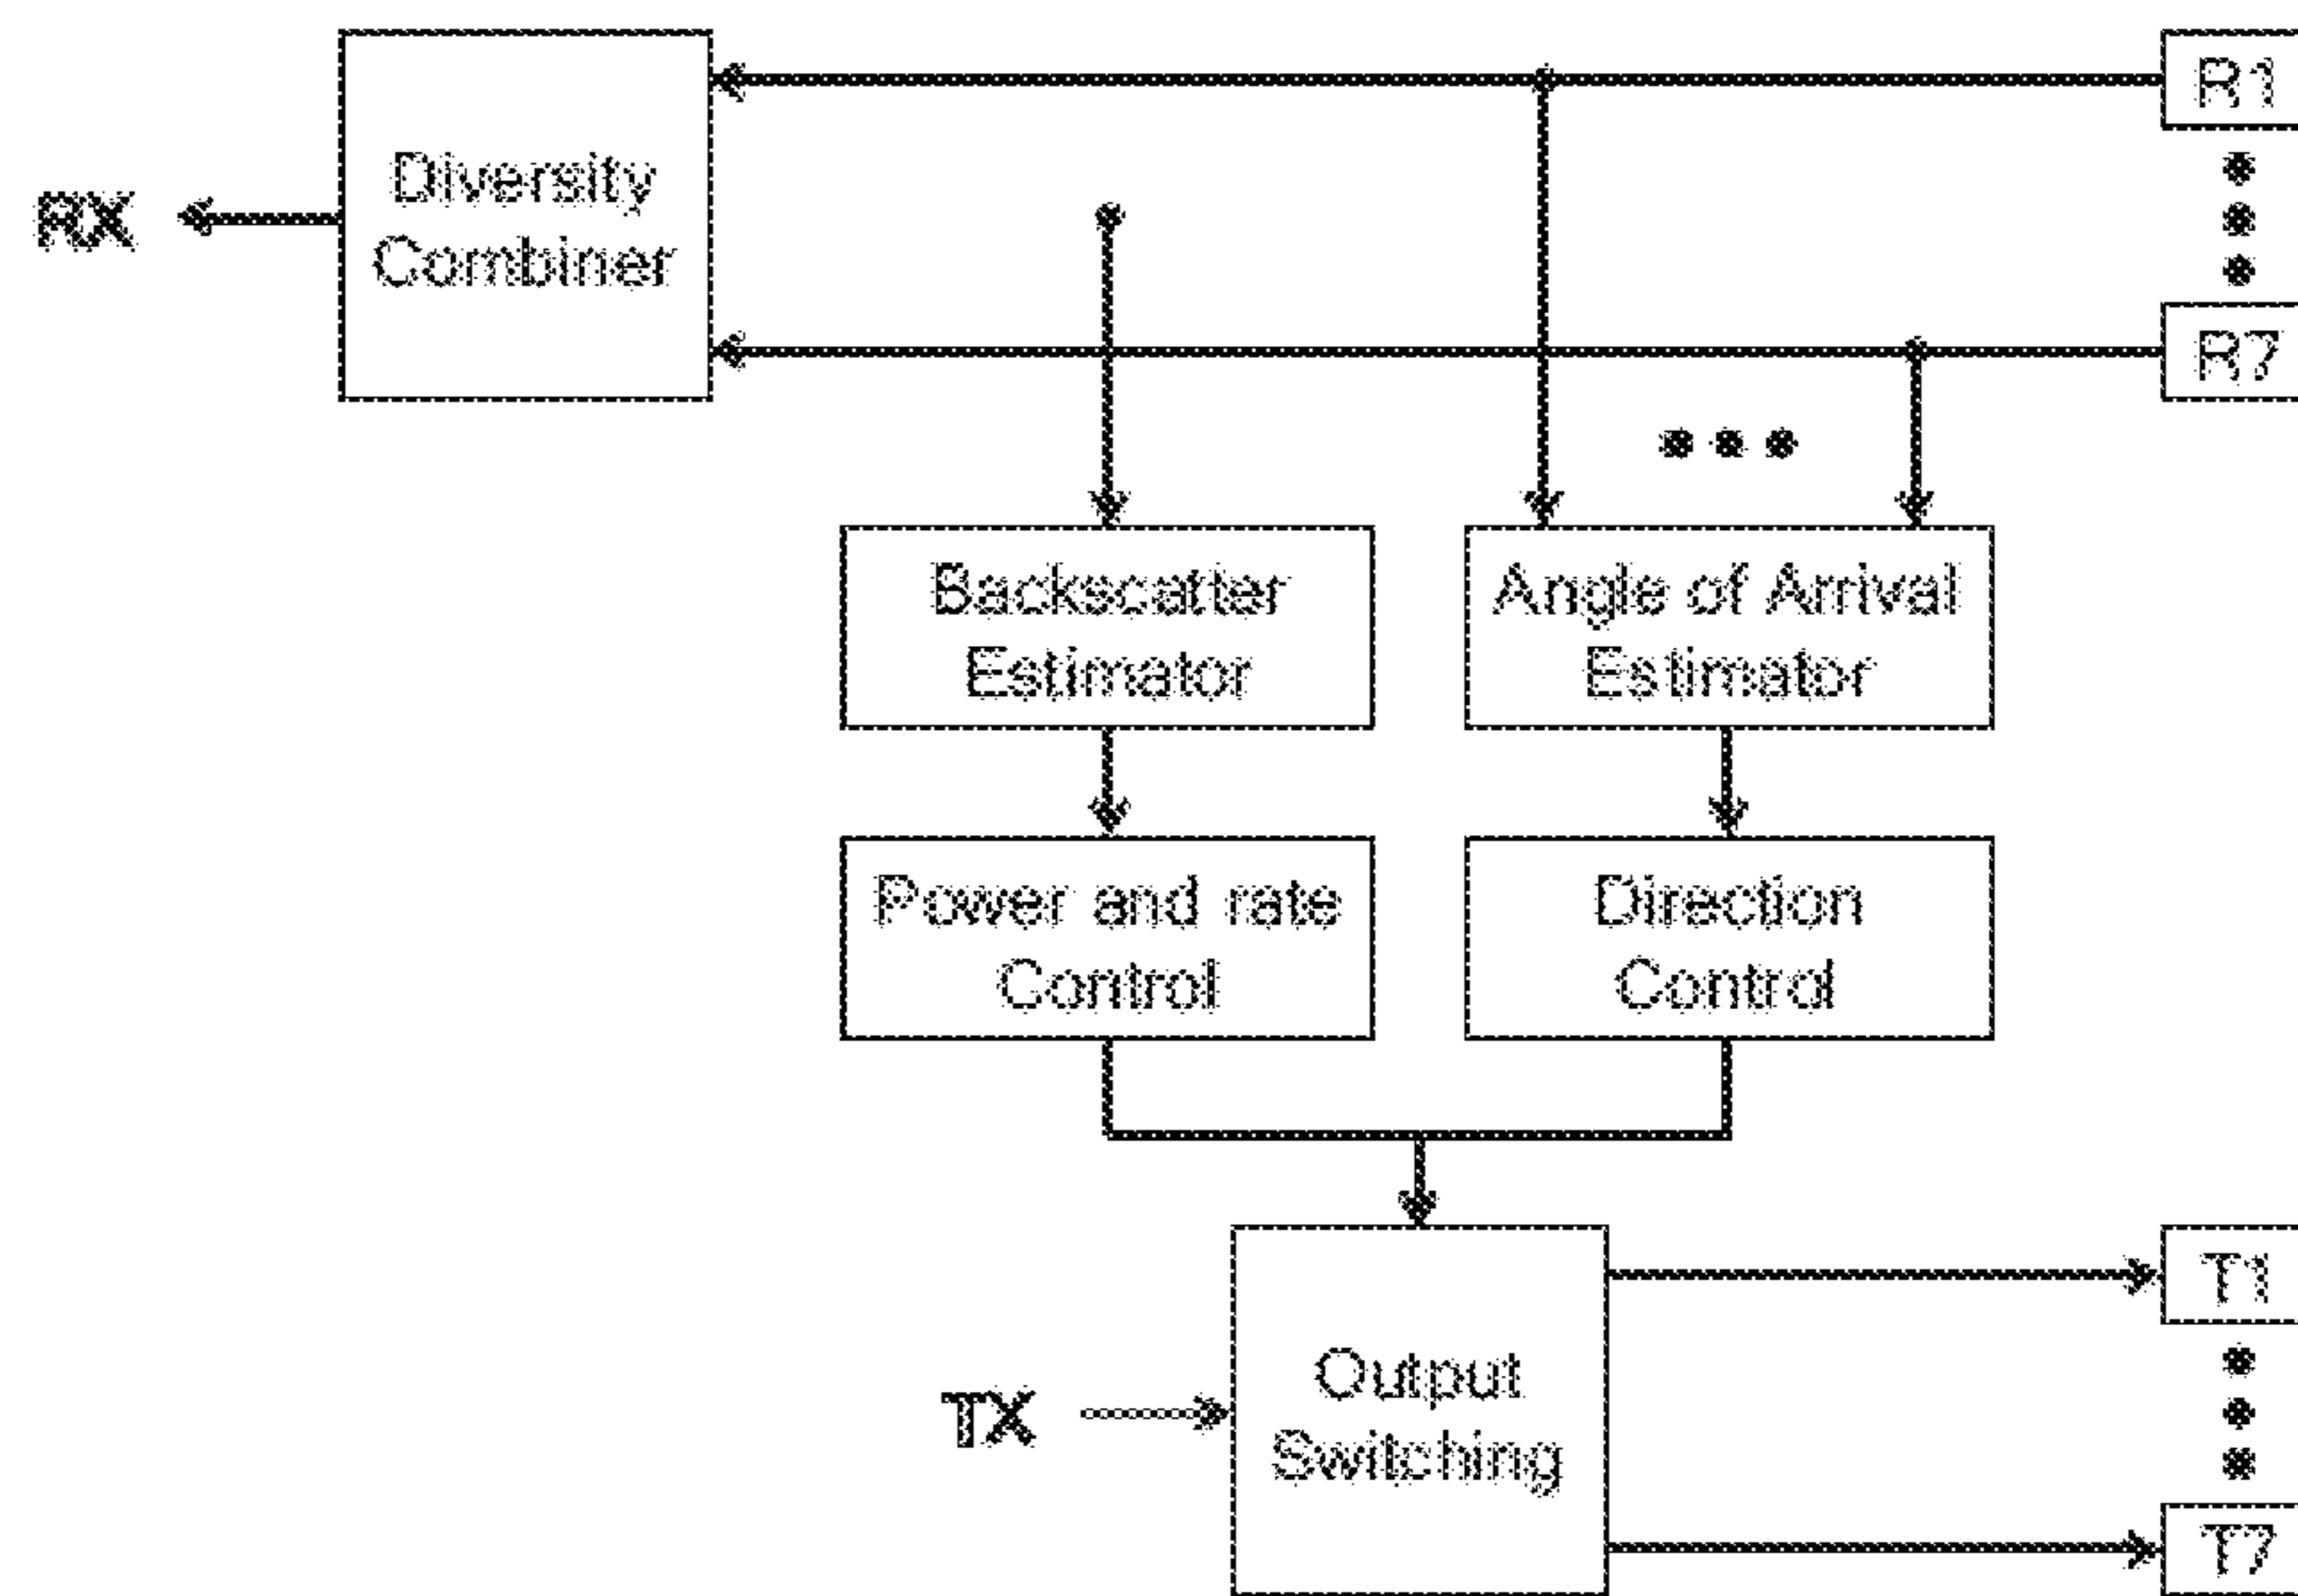 R1
Diversity
Combiner
RX
R7
Backscatter
Estimator
Angle of Arrival
Estimator
Power and rate
Control
Direction
Control
T1
TX
Output
Switching
T7